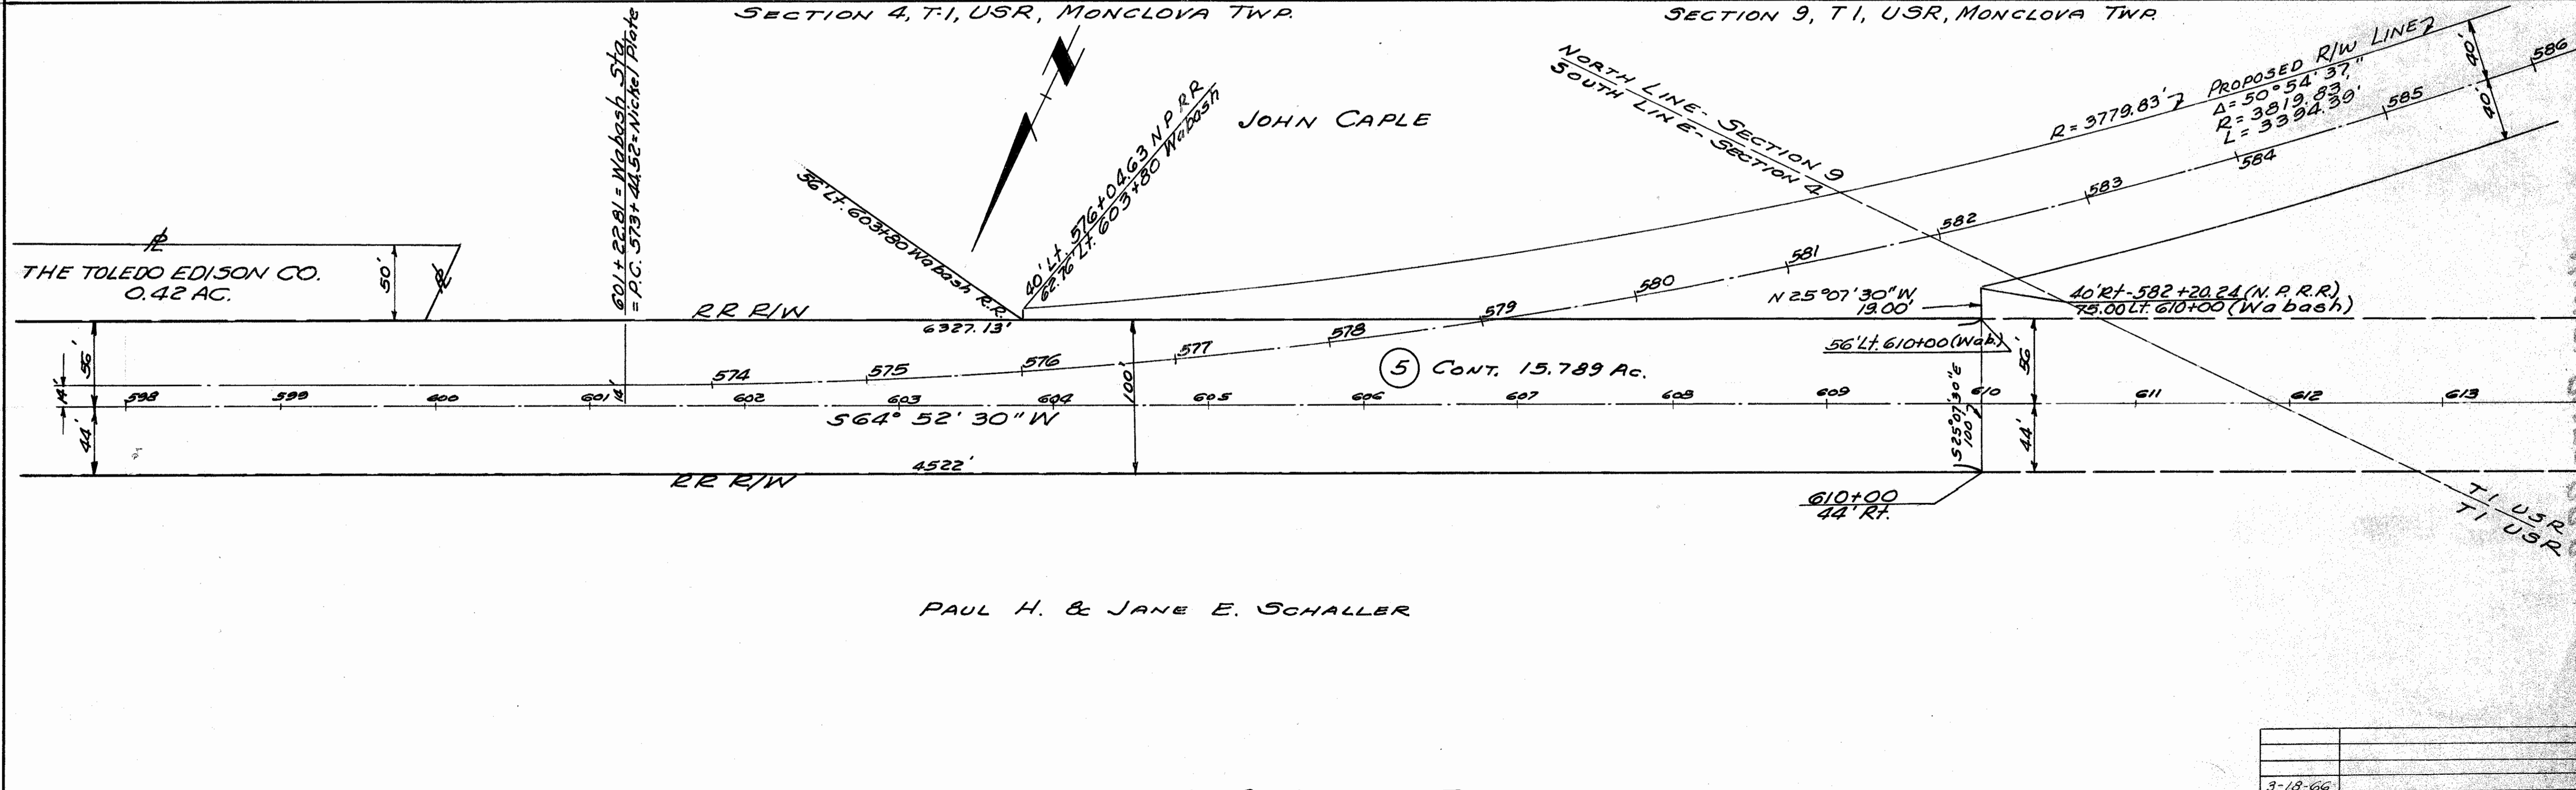 SECTION 4, T-1, USR, MONCLOVA TWP.
SECTION 9, T 1, USR, MONCLOVA TWP.
601+22.81 = Wabash Sta.
= P.C. 573+44.52 = Nickel Plate
56' Lt. 603+80 Wabash R.R.
40' Lt. 576+04.63 N.P.R.R.
62.76' Lt. 603+80 Wabash
JOHN CAPLE
NORTH LINE - SECTION 9
SOUTH LINE - SECTION 4
R = 3779.83'
PROPOSED R/W LINE
Δ = 50° 54' 37"
R = 3819.83'
L = 3394.39'
40'
40'
586
585
584
583
582
581
580
579
578
577
576
575
574
PL
THE TOLEDO EDISON CO.
0.42 AC.
50'
PL
RR R/W
6327.13'
N 25° 07' 30" W
19.00'
40' Rt - 582+20.24 (N.P.R.R.)
75.00 Lt. 610+00 (Wabash)
56' Lt. 610+00 (Wab.)
5 CONT. 15.789 AC.
100'
56'
14'
44'
14'
598 599 600 601 602 603 604 605 606 607 608 609 610 611 612 613
S 64° 52' 30" W
S 25° 07' 30" E
100'
56'
44'
4522'
RR R/W
610+00
44' Rt.
T 1 USR
T 1 USR
PAUL H. & JANE E. SCHALLER
3-18-66